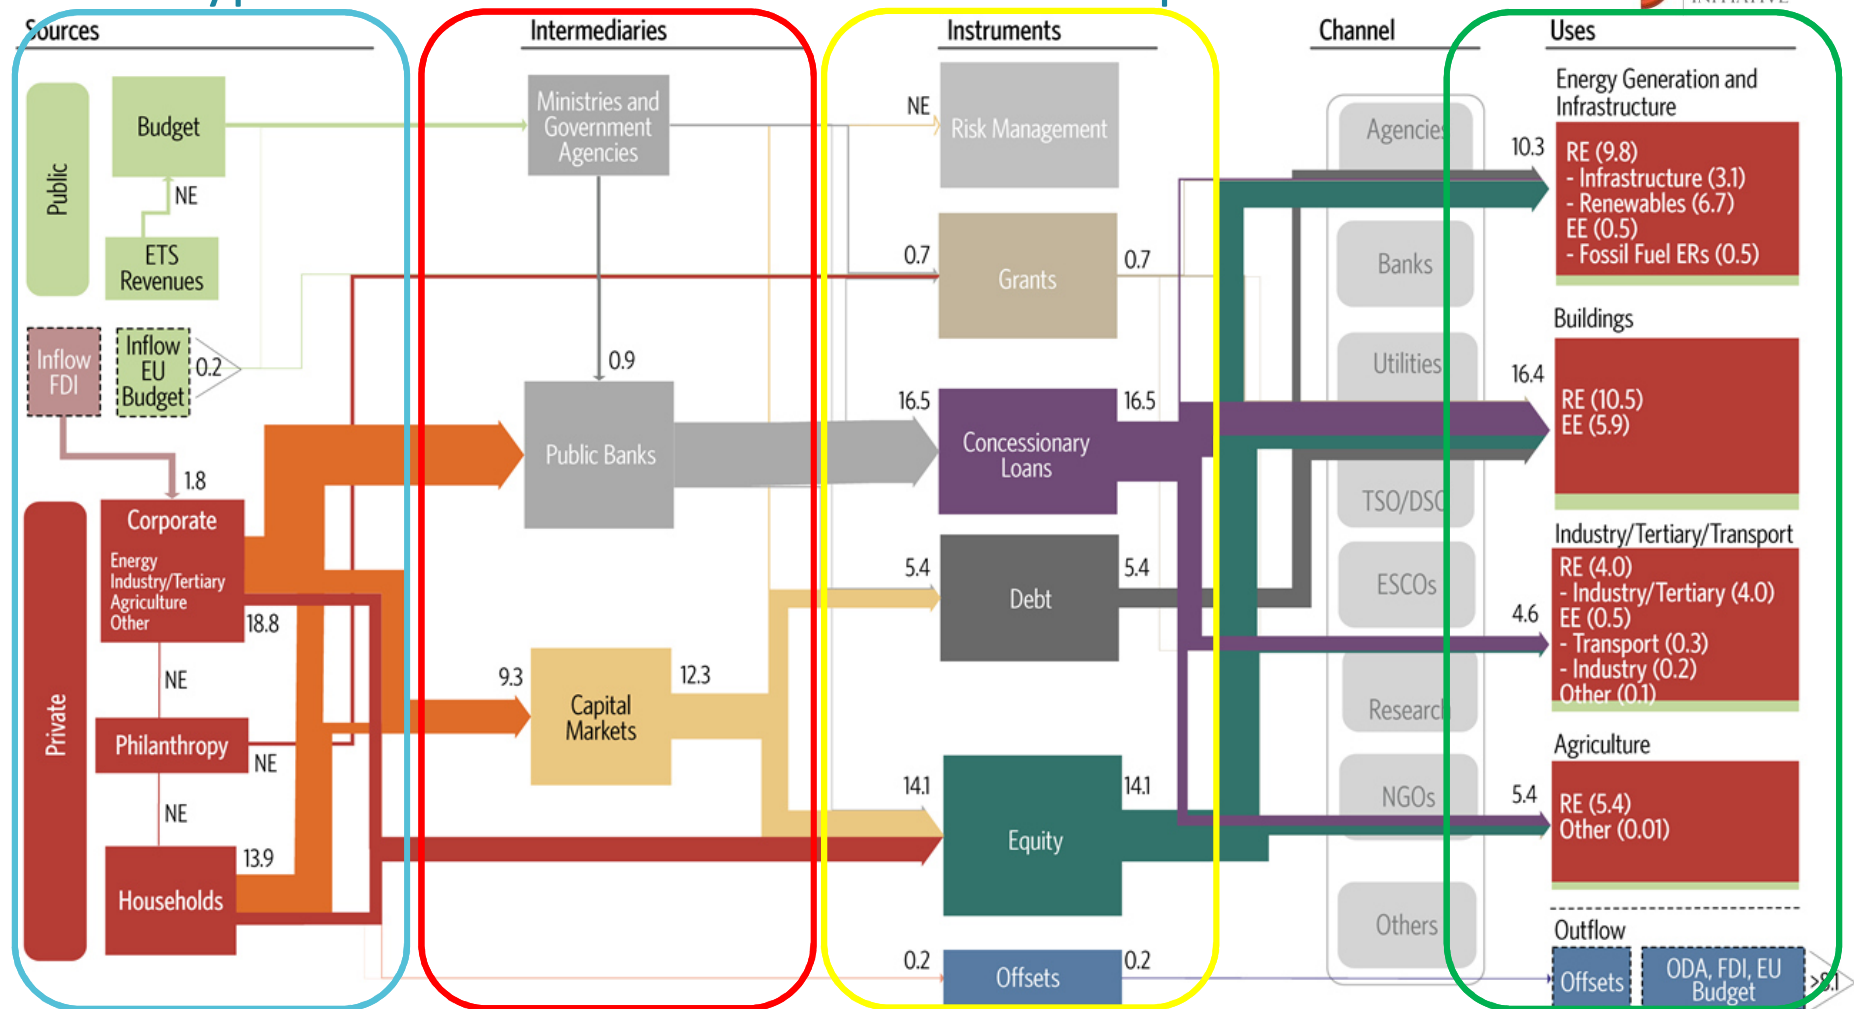 Sources
Intermediaries
Instruments
Channel
Uses
Public
Budget
NE
ETS
Revenues
Inflow
FDI
Inflow
EU
Budget
0.2
1.8
Private
Corporate
Energy
Industry/Tertiary
Agriculture
Other
18.8
NE
Philanthropy
NE
NE
13.9
Households
Ministries and
Government
Agencies
0.9
Public Banks
9.3
Capital
Markets
12.3
NE
Risk Management
0.7
Grants
0.7
16.5
Concessionary
Loans
16.5
5.4
Debt
5.4
14.1
Equity
14.1
0.2
Offsets
0.2
Agencies
Banks
Utilities
TSO/DSO
ESCOs
Research
NGOs
Others
Energy Generation and
Infrastructure
10.3
RE (9.8)
- Infrastructure (3.1)
- Renewables (6.7)
EE (0.5)
- Fossil Fuel ERs (0.5)
Buildings
16.4
RE (10.5)
EE (5.9)
Industry/Tertiary/Transport
4.6
RE (4.0)
- Industry/Tertiary (4.0)
EE (0.5)
- Transport (0.3)
- Industry (0.2)
Other (0.1)
Agriculture
5.4
RE (5.4)
Other (0.01)
Outflow
Offsets
ODA, FDI, EU
Budget